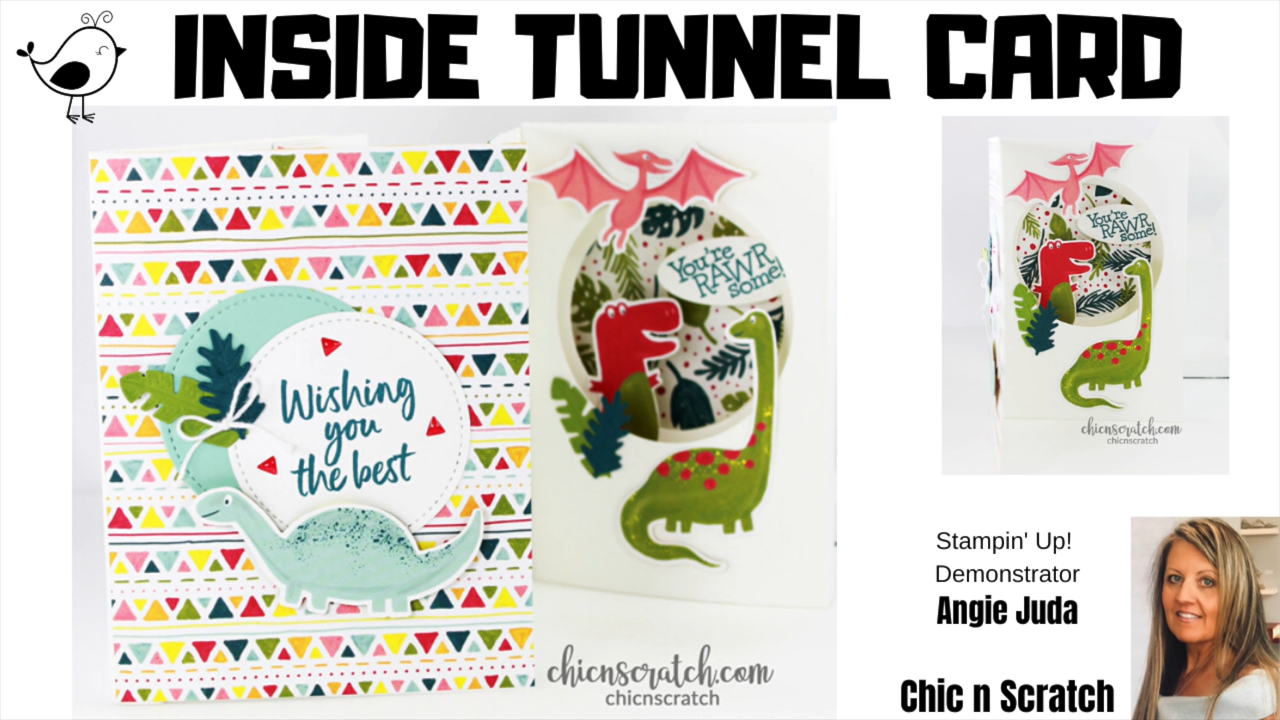 INSIDE TUNNEL CARD
Wishing
you
the best
You're
RAWR
some!
chicnscratch.com
chicnscratch
You're
RAWR
some!
chicnscratch.com
chicnscratch
Stampin' Up!
Demonstrator
Angie Juda
Chic n Scratch